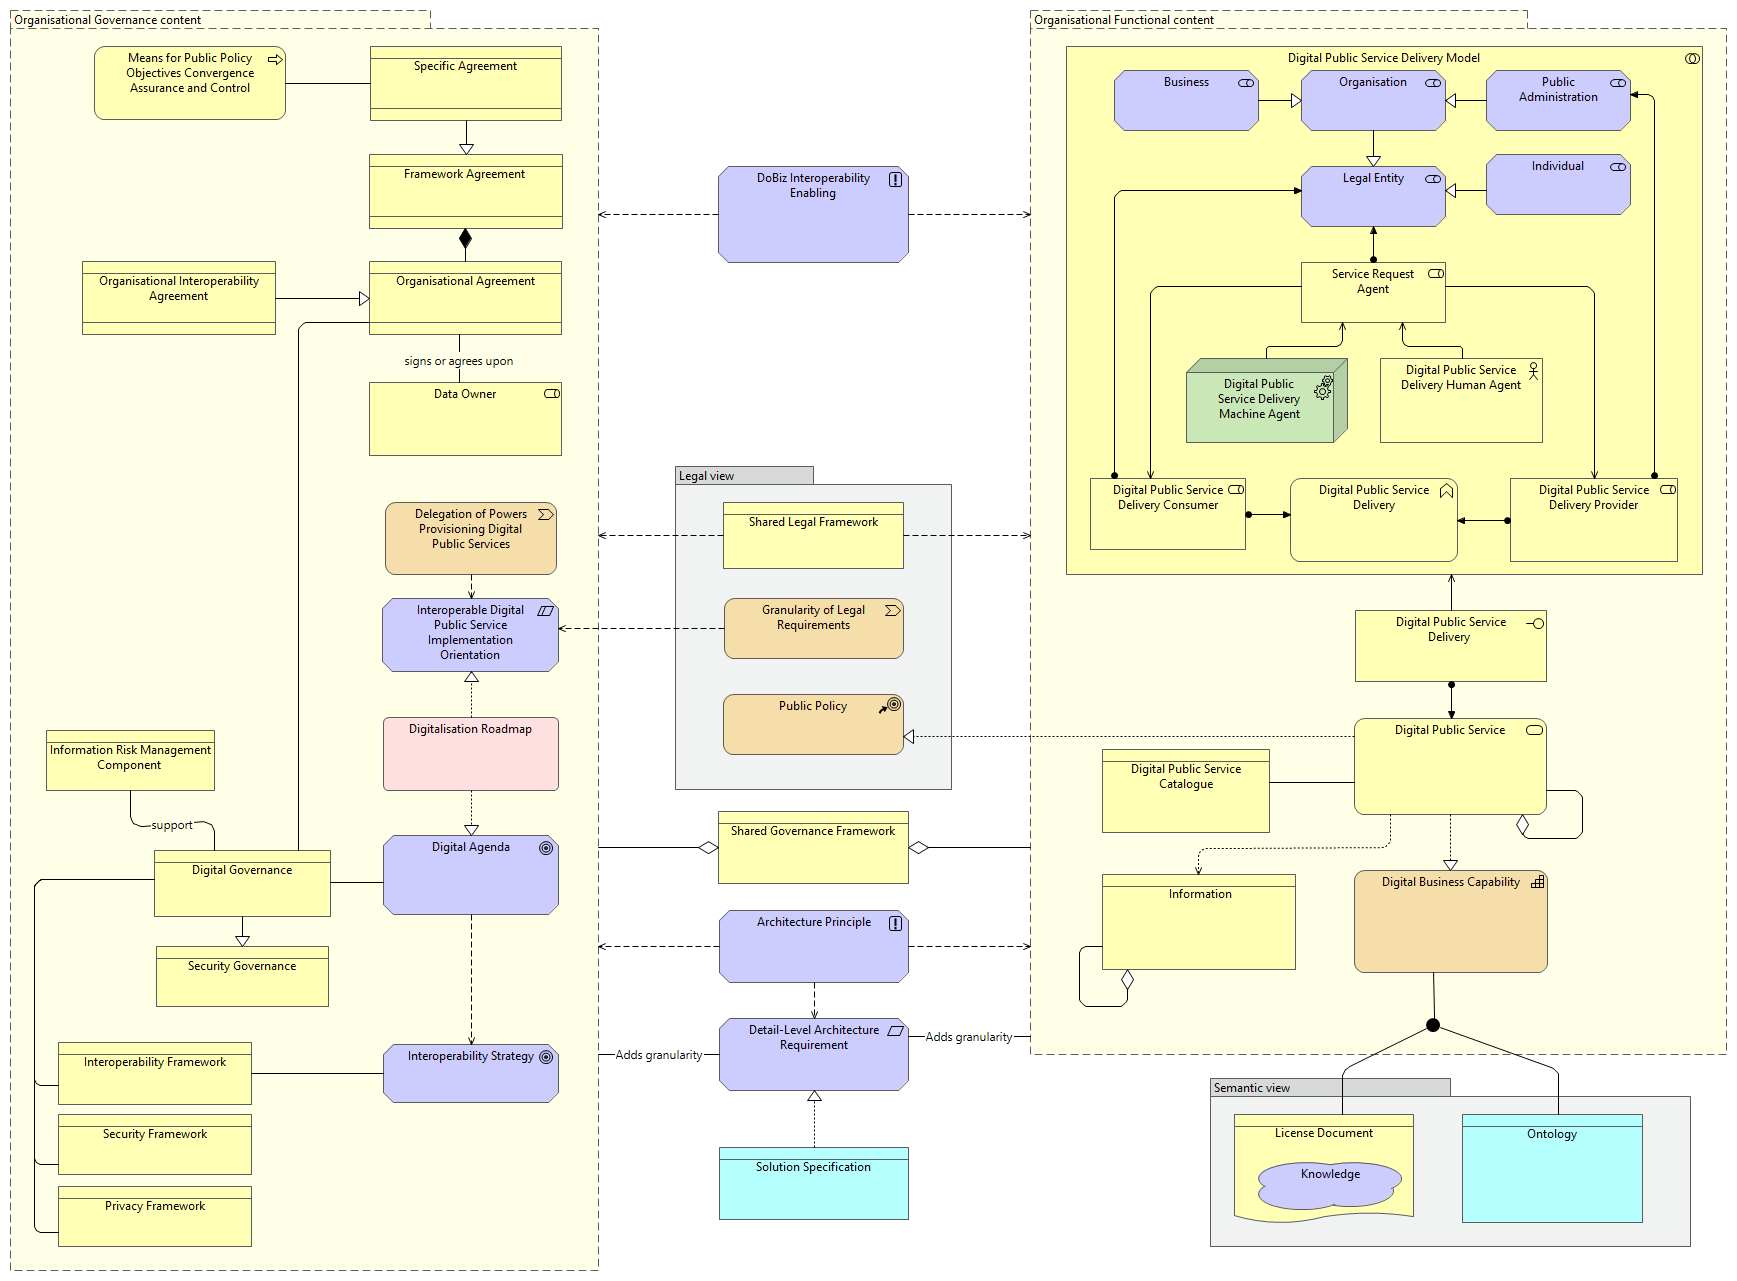 Organisational Governance content
Means for Public Policy
Objectives Convergence
Assurance and Control
Specific Agreement
Framework Agreement
Organisational Interoperability
Agreement
Organisational Agreement
signs or agrees upon
Data Owner
Delegation of Powers
Provisioning Digital
Public Services
Interoperable Digital
Public Service
Implementation
Orientation
Digitalisation Roadmap
Information Risk Management
Component
support
Digital Governance
Digital Agenda
Security Governance
Interoperability Strategy
Interoperability Framework
Security Framework
Privacy Framework
DoBiz Interoperability
Enabling
Legal view
Shared Legal Framework
Granularity of Legal
Requirements
Public Policy
Shared Governance Framework
Architecture Principle
Detail-Level Architecture
Requirement
Adds granularity
Adds granularity
Solution Specification
Organisational Functional content
Digital Public Service Delivery Model
Business
Organisation
Public
Administration
Legal Entity
Individual
Service Request
Agent
Digital Public
Service Delivery
Machine Agent
Digital Public Service
Delivery Human Agent
Digital Public Service
Delivery Consumer
Digital Public Service
Delivery
Digital Public Service
Delivery Provider
Digital Public Service
Delivery
Digital Public Service
Digital Public Service
Catalogue
Information
Digital Business Capability
Semantic view
License Document
Knowledge
Ontology